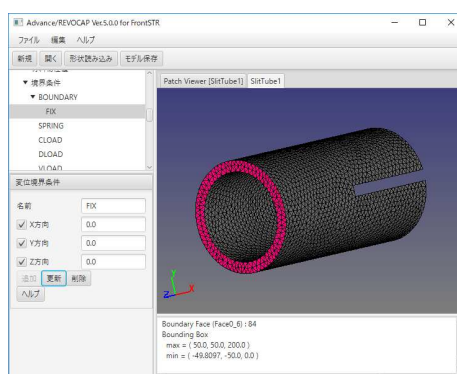 Advance/REVOCAP Ver.5.0.0 for FrontSTR
ファイル 編集 ヘルプ
新規 開く 形状読み込み モデル保存
▼ 境界条件
▼ BOUNDARY
FIX
SPRING
CLOAD
DLOAD
VLOAD
変位境界条件
名前 FIX
X方向 0.0
Y方向 0.0
Z方向 0.0
追加 更新 削除
ヘルプ
Patch Viewer [SlitTube1] SlitTube1
Y
Z X
Boundary Face (Face0_6) : 84
Bounding Box
max = ( 50.0, 50.0, 200.0 )
min = ( -49.8097, -50.0, 0.0 )